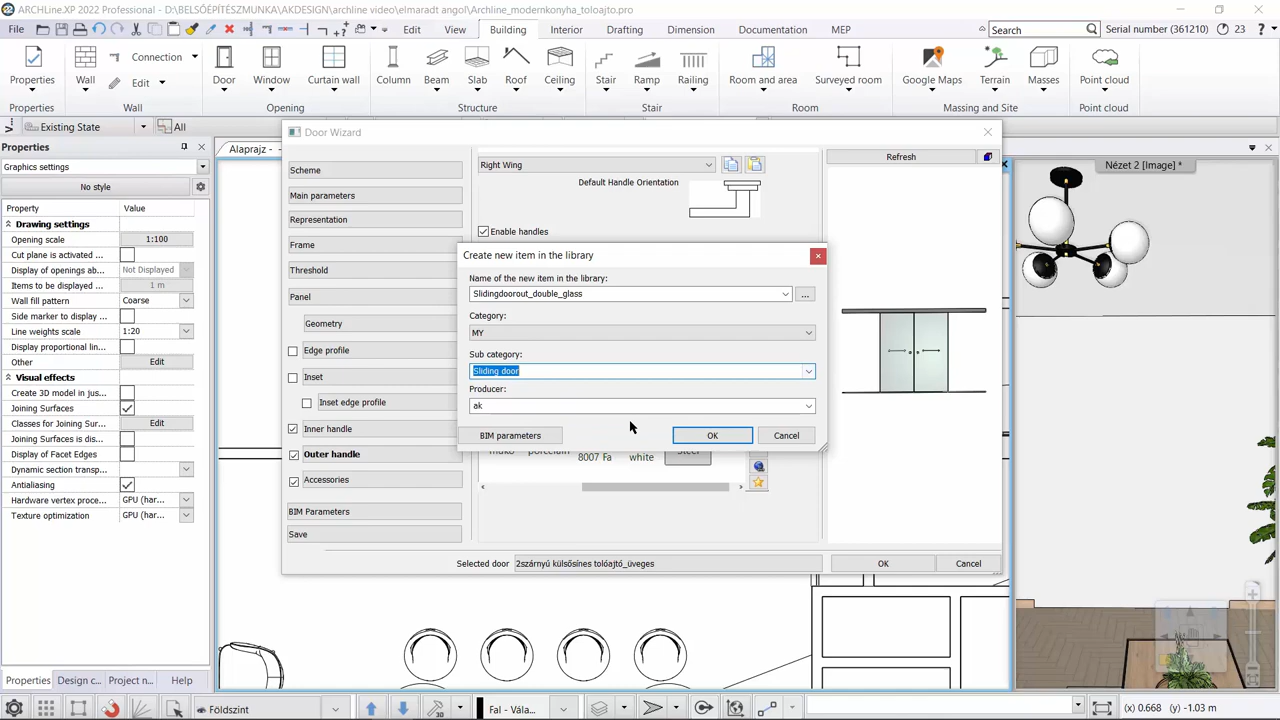 ARCHLine.XP 2022 Professional - D:\BELSŐÉPÍTÉSZMUNKA\AKDESIGN\archline video\elmaradt angol\Archline_modernkonyha_toloajto.pro
File Edit View Building Interior Drafting Dimension Documentation MEP Search Serial number (361210) 23
Properties Wall Connection Edit Door Window Curtain wall Column Beam Slab Roof Ceiling Stair Ramp Railing Room and area Surveyed room Google Maps Terrain Masses Point cloud
Properties Wall Opening Structure Stair Room Massing and Site Point cloud
Existing State All
Properties
Graphics settings
No style
Property Value
Drawing settings
Opening scale 1:100
Cut plane is activated ...
Display of openings ab... Not Displayed
Items to be displayed ... 1 m
Wall fill pattern Coarse
Side marker to display ...
Line weights scale 1:20
Display proportional lin...
Other Edit
Visual effects
Create 3D model in jus...
Joining Surfaces
Classes for Joining Sur... Edit
Joining Surfaces is dis...
Display of Facet Edges
Dynamic section transp...
Antialiasing
Hardware vertex proce... GPU (har...
Texture optimization GPU (har...
Properties Design c... Project n... Help
Alaprajz -
Door Wizard
Scheme
Main parameters
Representation
Frame
Threshold
Panel
Geometry
Edge profile
Inset
Inset edge profile
Inner handle
Outer handle
Accessories
BIM Parameters
Save
Right Wing
Default Handle Orientation
Enable handles
Refresh
Create new item in the library
Name of the new item in the library:
Slidingdoorout_double_glass
...
Category:
MY
Sub category:
Sliding door
Producer:
ak
BIM parameters OK Cancel
porcelain 8007 Fa white Steel
Selected door 2szárnyú külsősínes tolóajtó_üveges OK Cancel
Nézet 2 [Image] *
Földszint Fal - Vála... (x) 0.668 (y) -1.03 m